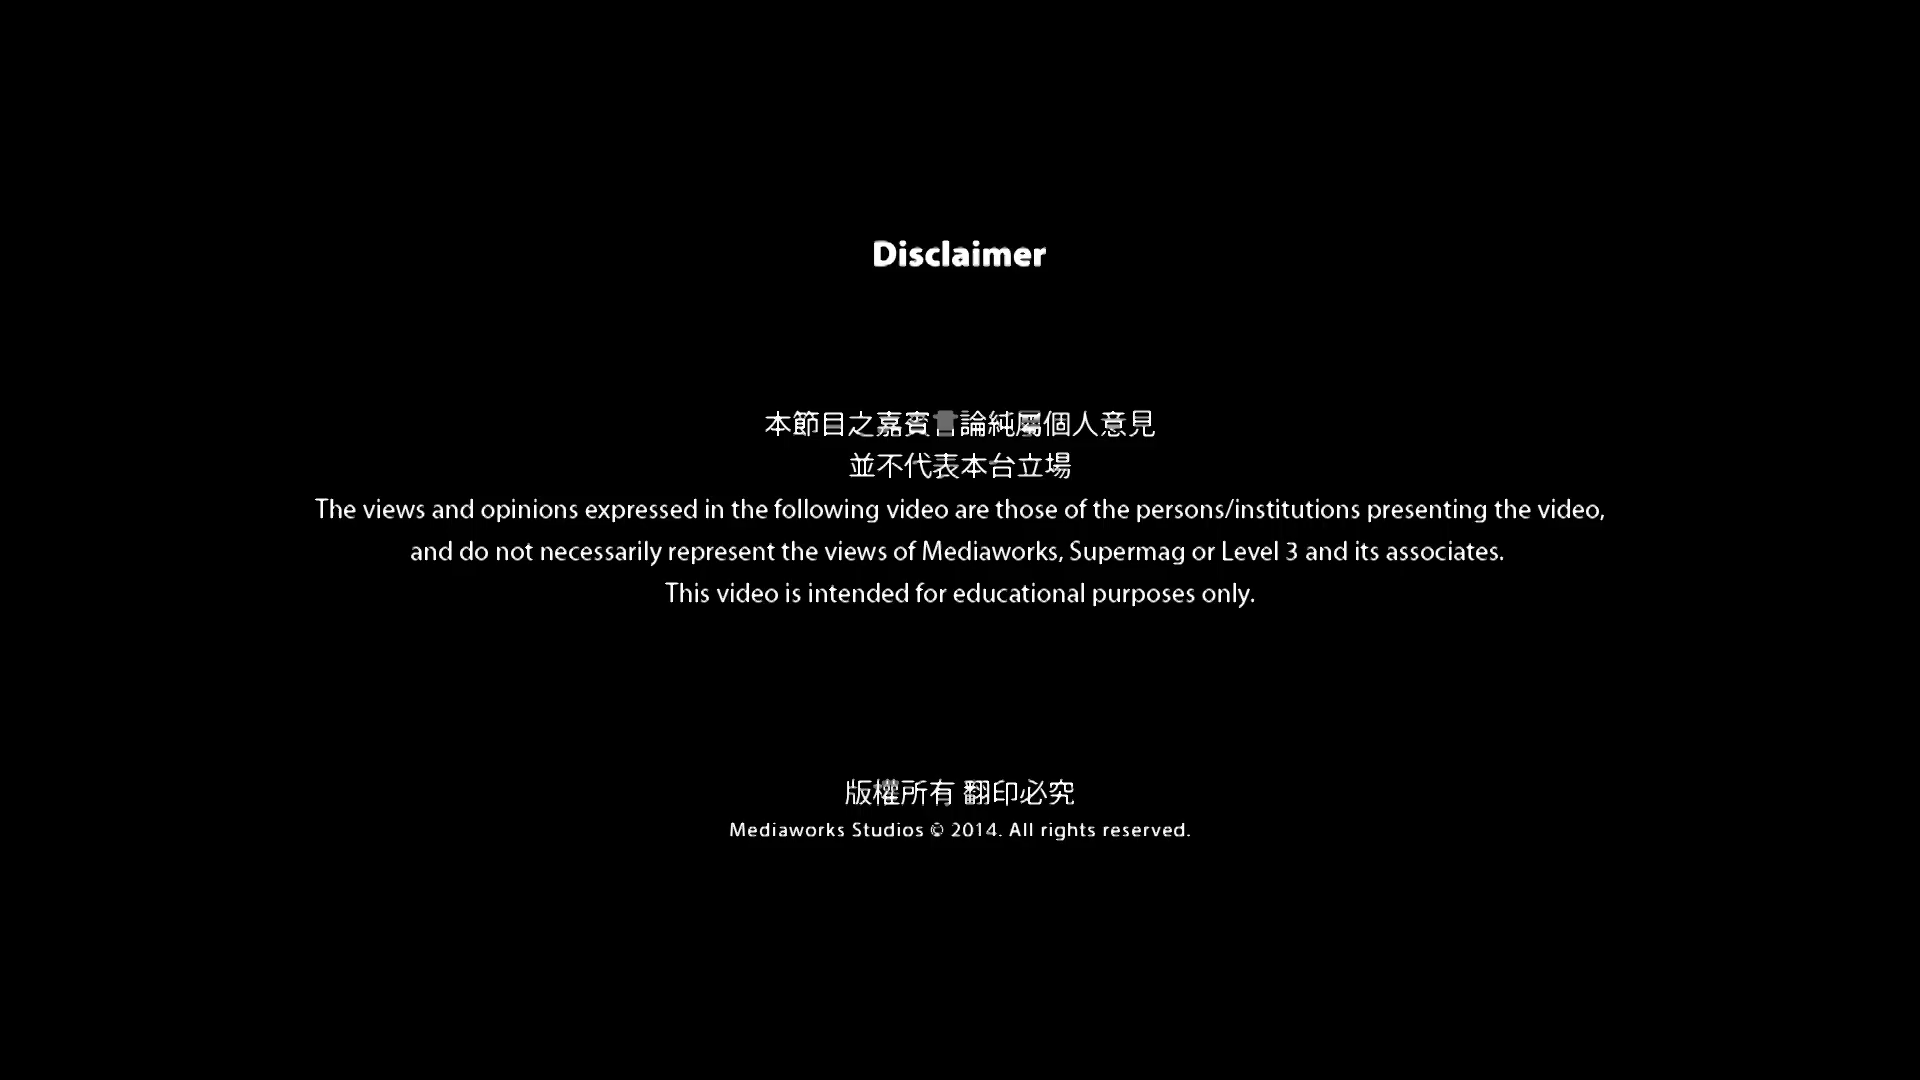 Disclaimer
本節目之嘉賓言論純屬個人意見
並不代表本台立場
The views and opinions expressed in the following video are those of the persons/institutions presenting the video,
and do not necessarily represent the views of Mediaworks, Supermag or Level 3 and its associates.
This video is intended for educational purposes only.
版權所有 翻印必究
Mediaworks Studios © 2014. All rights reserved.